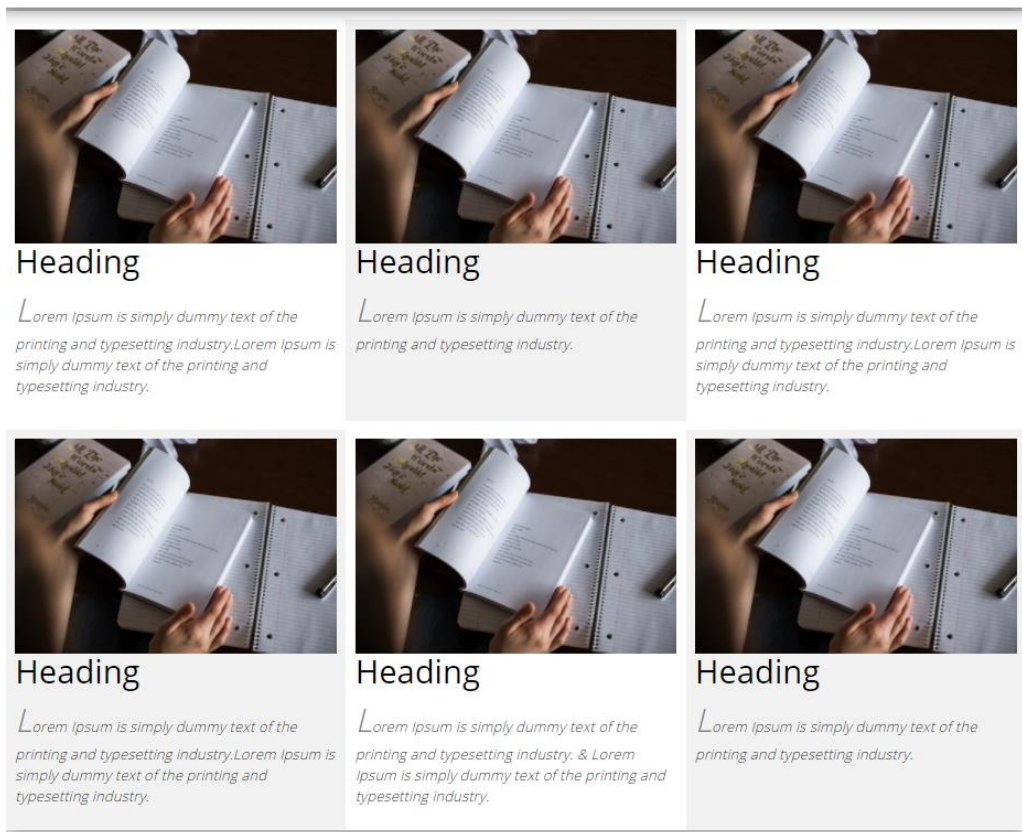 Heading
Heading
Heading
Lorem Ipsum is simply dummy text of the
printing and typesetting industry.Lorem Ipsum is
simply dummy text of the printing and
typesetting industry.
Lorem Ipsum is simply dummy text of the
printing and typesetting industry.
Lorem Ipsum is simply dummy text of the
printing and typesetting industry.Lorem Ipsum is
simply dummy text of the printing and
typesetting industry.
Heading
Heading
Heading
Lorem Ipsum is simply dummy text of the
printing and typesetting industry.Lorem Ipsum is
simply dummy text of the printing and
typesetting industry.
Lorem Ipsum is simply dummy text of the
printing and typesetting industry. & Lorem
Ipsum is simply dummy text of the printing and
typesetting industry.
Lorem Ipsum is simply dummy text of the
printing and typesetting industry.